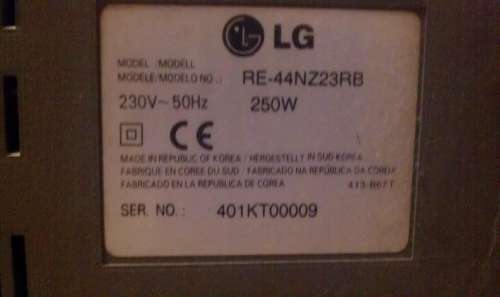 LG
MODEL : MODELL
MODELE/MODELO NO.: RE-44NZ23RB
230V~50Hz 250W
CE
MADE IN REPUBLIC OF KOREA / HERGESTELLY IN SUD-KOREA
FABRIQUE EN COREE DU SUD / FABRICADO NA REPÚBLICA DA COREIA
FABRICADO EN LA REPUBLICA DE COREA
SER. NO.: 401KT00009